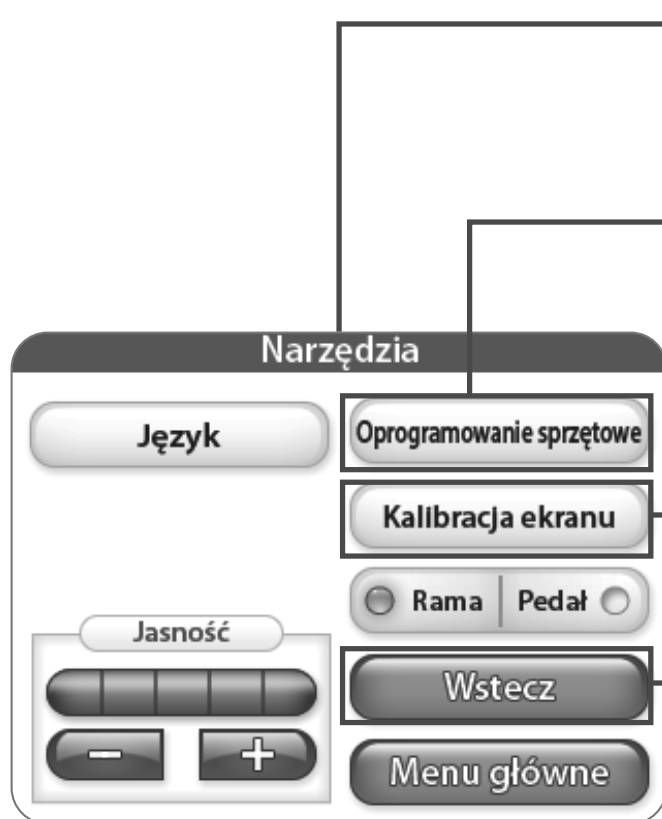 Narzędzia
Język
Oprogramowanie sprzętowe
Kalibracja ekranu
Rama
Pedał
Jasność
Wstecz
− +
Menu główne